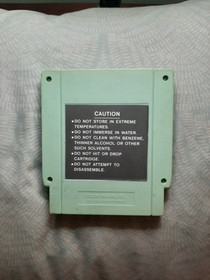 CAUTION
•DO NOT STORE IN EXTREME
TEMPERATURES.
•DO NOT IMMERSE IN WATER.
•DO NOT CLEAN WITH BENZENE,
THINNER ALCOHOL OR OTHER
SUCH SOLVENTS.
•DO NOT HIT OR DROP
CARTRIDGE.
•DO NOT ATTEMPT TO
DISASSEMBLE.